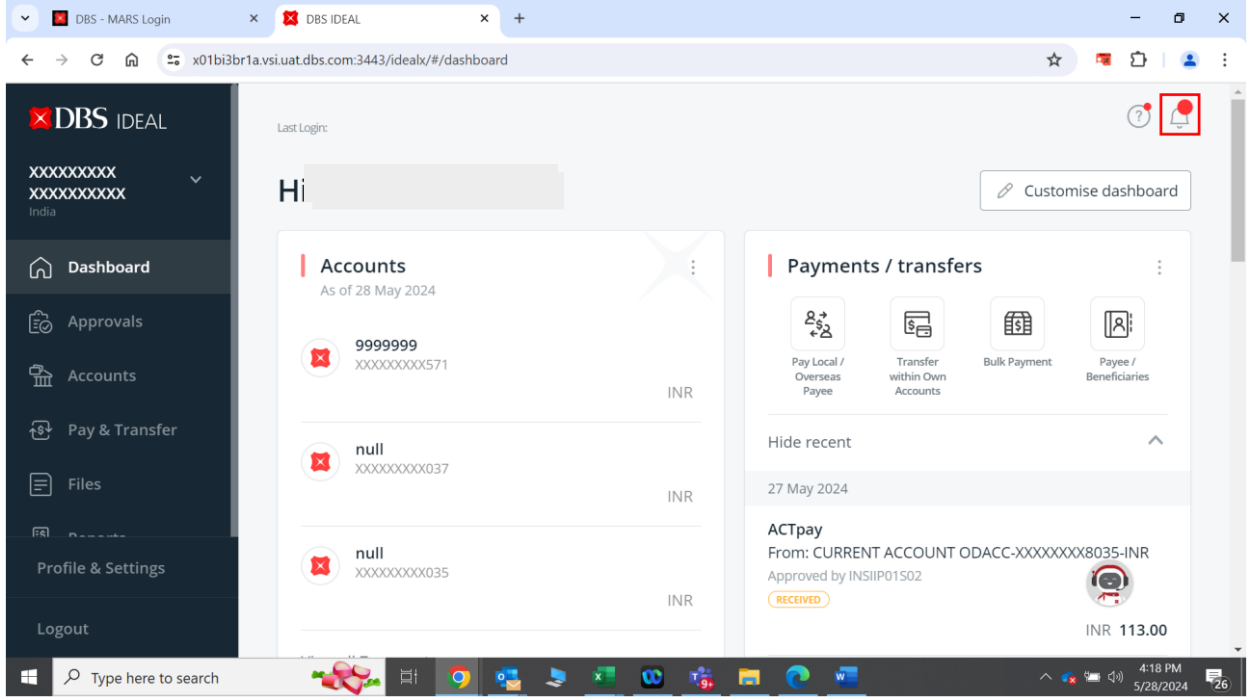 DBS - MARS Login
DBS IDEAL
x01bi3br1a.vsi.uat.dbs.com:3443/idealx/#/dashboard
DBS IDEAL
XXXXXXXXX
XXXXXXXXXX
India
Dashboard
Approvals
Accounts
Pay & Transfer
Files
Reports
Profile & Settings
Logout
Last Login:
Hi
Customise dashboard
Accounts
As of 28 May 2024
9999999
XXXXXXXXX571
INR
null
XXXXXXXXX037
INR
null
XXXXXXXXX035
INR
Payments / transfers
Pay Local /
Overseas
Payee
Transfer
within Own
Accounts
Bulk Payment
Payee /
Beneficiaries
Hide recent
27 May 2024
ACTpay
From: CURRENT ACCOUNT ODACC-XXXXXXXX8035-INR
Approved by INSIIP01S02
RECEIVED
INR 113.00
Type here to search
9+
4:18 PM
5/28/2024
26